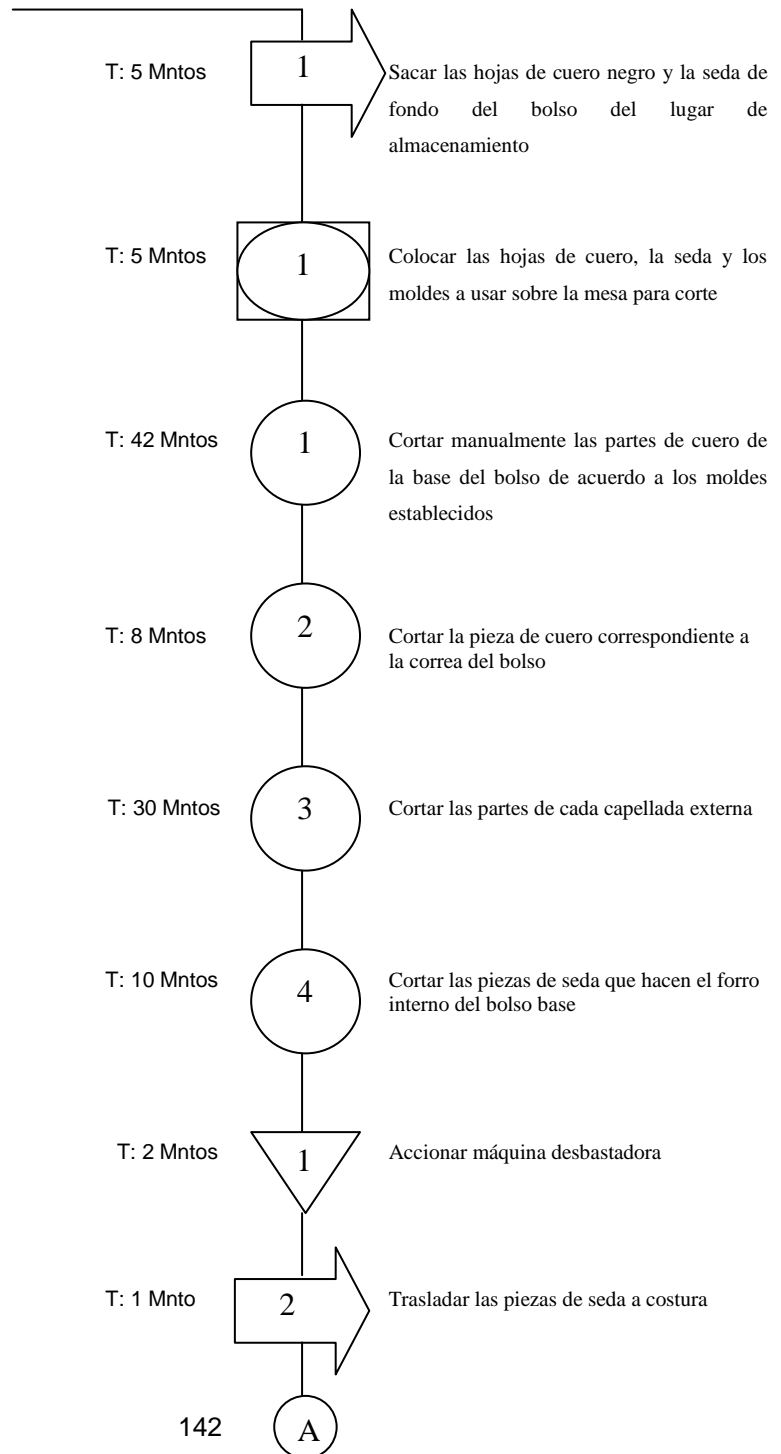 T: 5 Mntos
1
Sacar las hojas de cuero negro y la seda de
fondo del bolso del lugar de
almacenamiento
T: 5 Mntos
1
Colocar las hojas de cuero, la seda y los
moldes a usar sobre la mesa para corte
T: 42 Mntos
1
Cortar manualmente las partes de cuero de
la base del bolso de acuerdo a los moldes
establecidos
T: 8 Mntos
2
Cortar la pieza de cuero correspondiente a
la correa del bolso
T: 30 Mntos
3
Cortar las partes de cada capellada externa
T: 10 Mntos
4
Cortar las piezas de seda que hacen el forro
interno del bolso base
T: 2 Mntos
1
Accionar máquina desbastadora
T: 1 Mnto
2
Trasladar las piezas de seda a costura
142
A